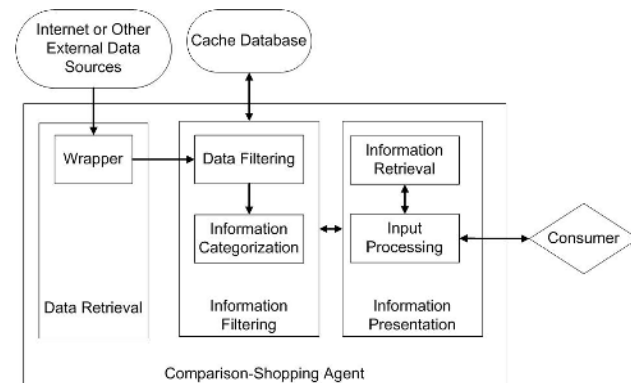 Internet or Other
External Data
Sources
Cache Database
Wrapper
Data Filtering
Information
Retrieval
Information
Categorization
Input
Processing
Consumer
Data Retrieval
Information
Filtering
Information
Presentation
Comparison-Shopping Agent